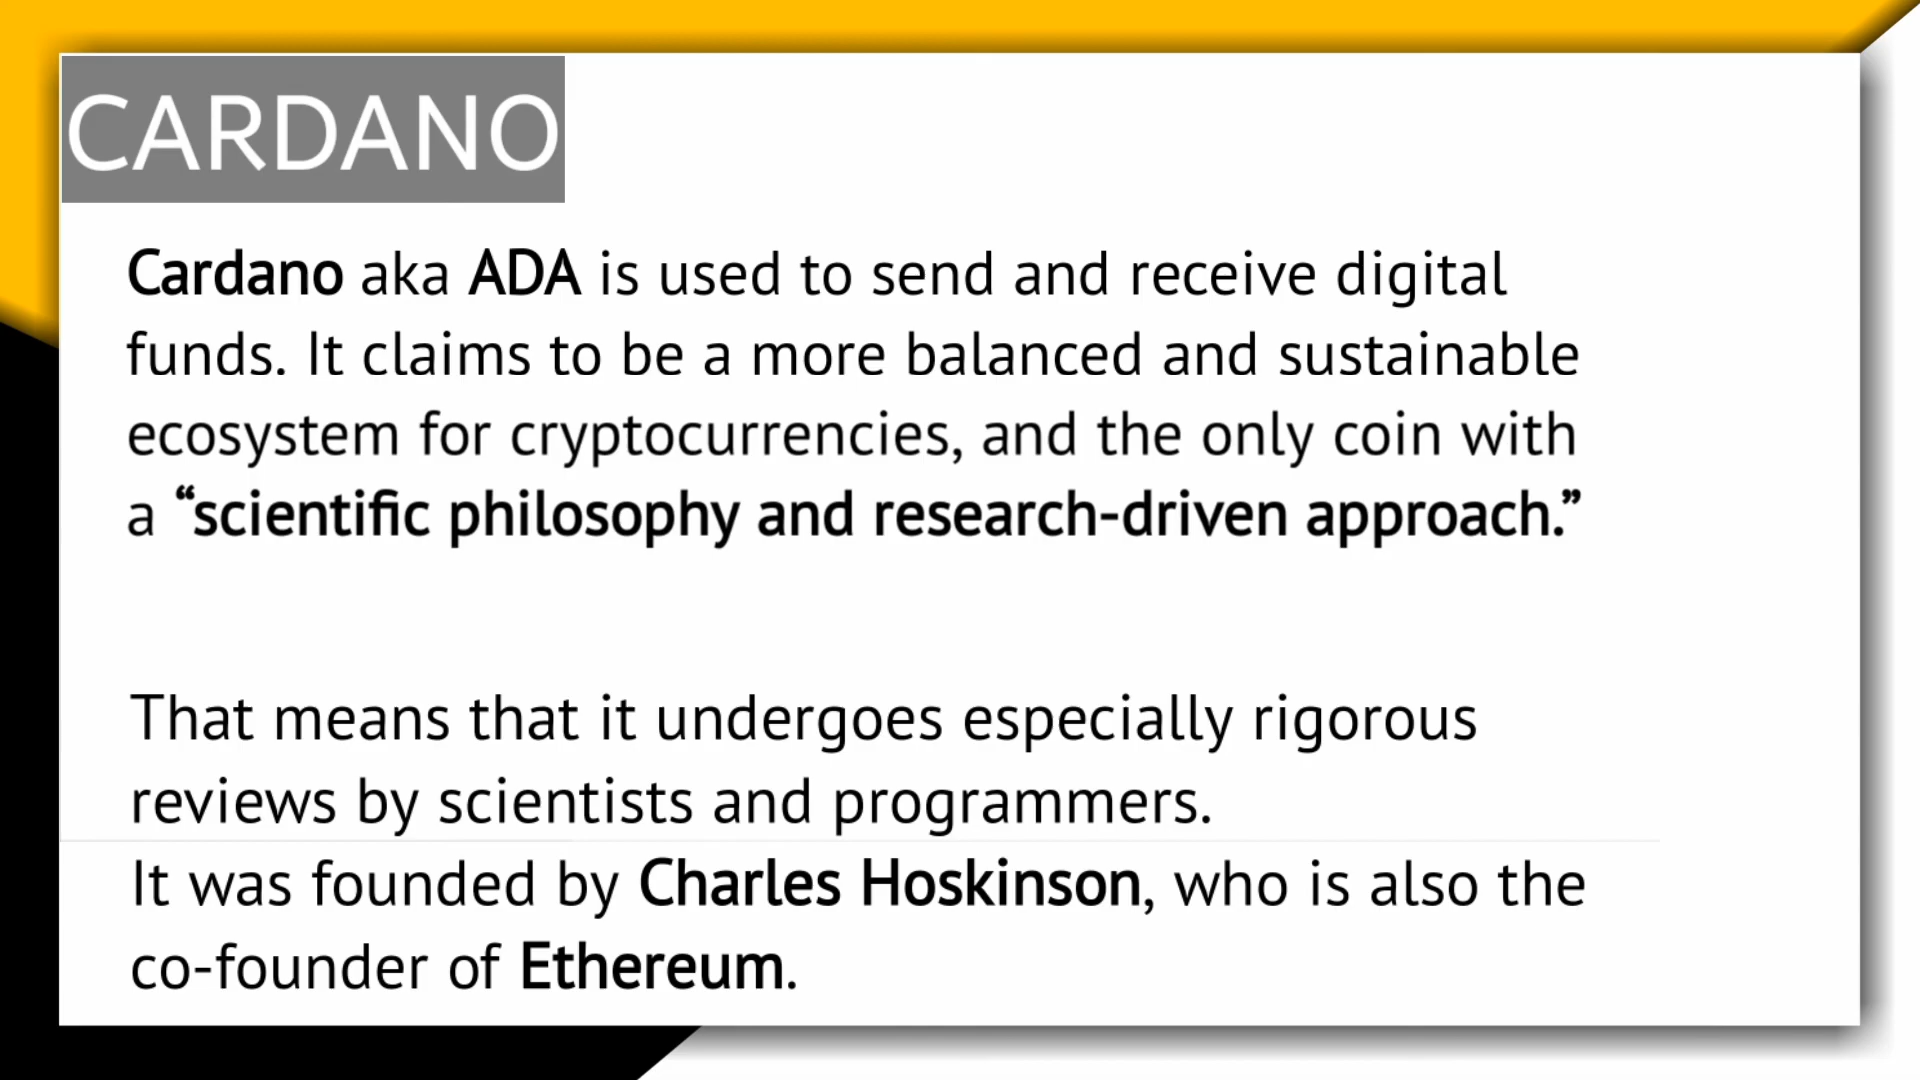 CARDANO
Cardano aka ADA is used to send and receive digital
funds. It claims to be a more balanced and sustainable
ecosystem for cryptocurrencies, and the only coin with
a “scientific philosophy and research-driven approach.”
That means that it undergoes especially rigorous
reviews by scientists and programmers.
It was founded by Charles Hoskinson, who is also the
co-founder of Ethereum.